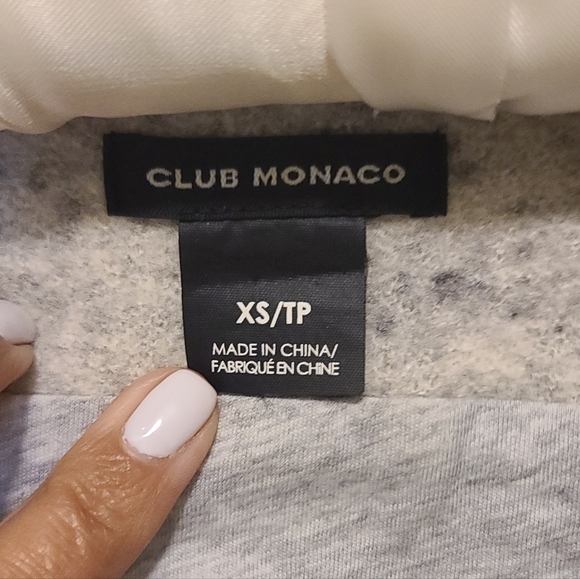 CLUB MONACO
XS/TP
MADE IN CHINA/
FABRIQUÉ EN CHINE